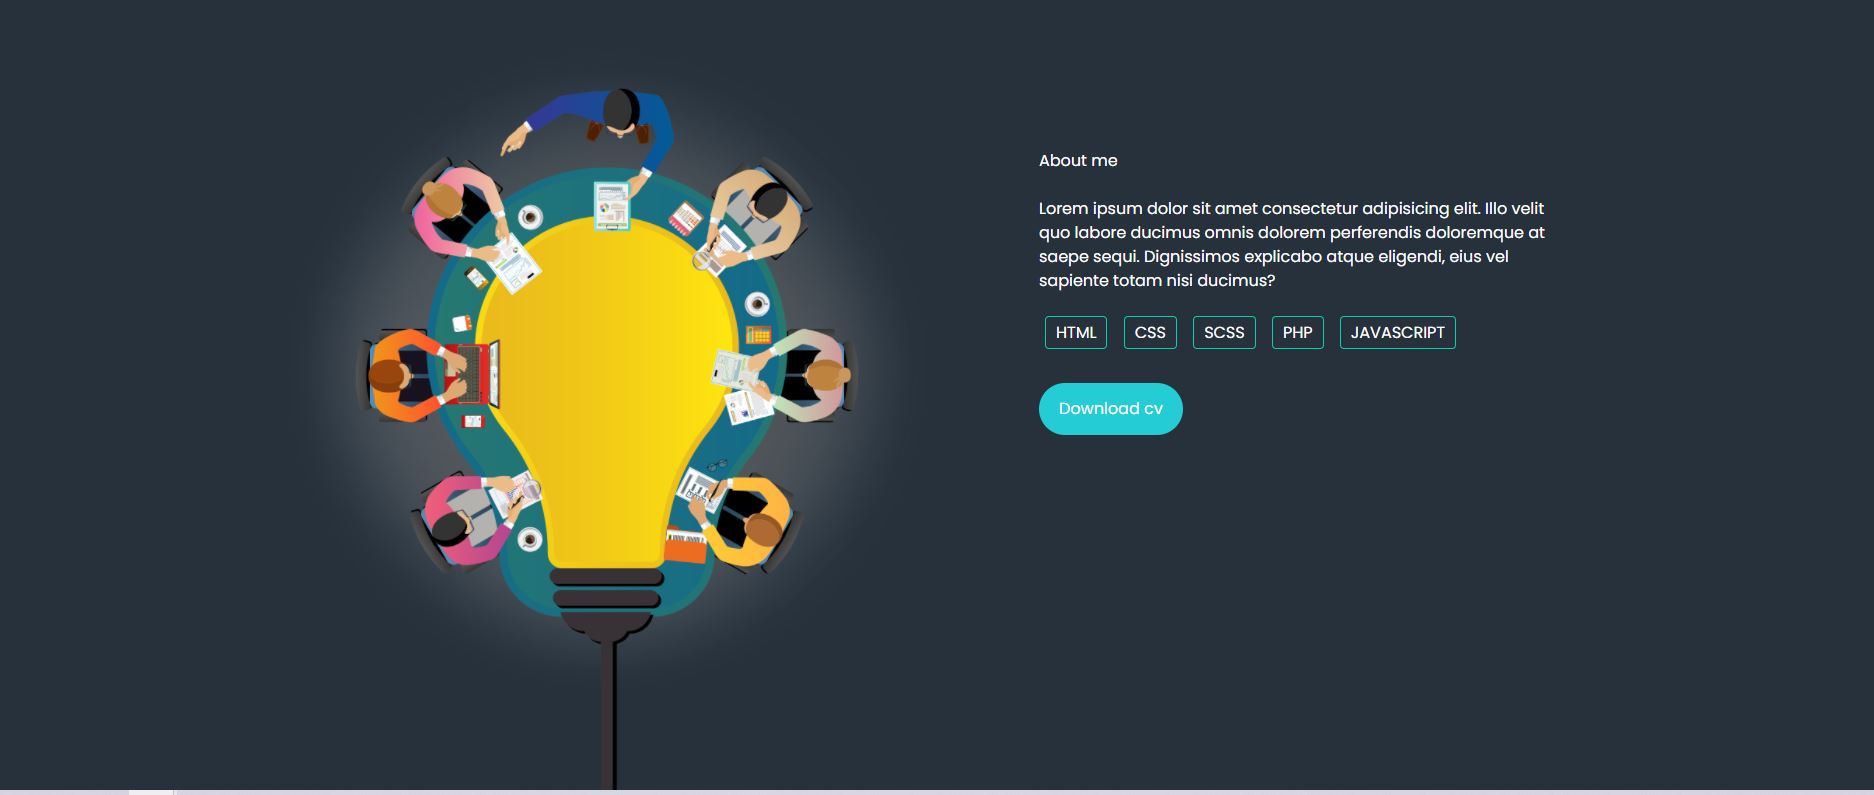 About me
Lorem ipsum dolor sit amet consectetur adipisicing elit. Illo velit
quo labore ducimus omnis dolorem perferendis doloremque at
saepe sequi. Dignissimos explicabo atque eligendi, eius vel
sapiente totam nisi ducimus?
HTML CSS SCSS PHP JAVASCRIPT
Download cv